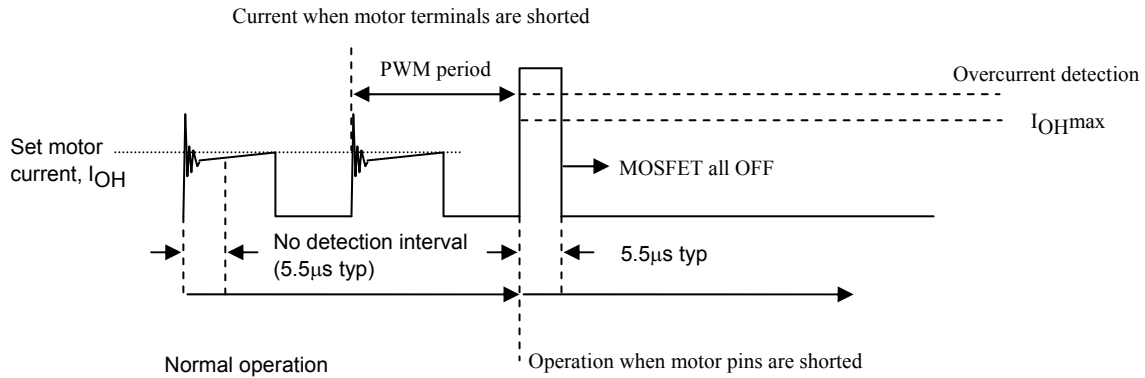 Current when motor terminals are shorted
PWM period
Overcurrent detection
IOHmax
Set motor
current, IOH
MOSFET all OFF
No detection interval
(5.5μs typ)
5.5μs typ
Normal operation
Operation when motor pins are shorted